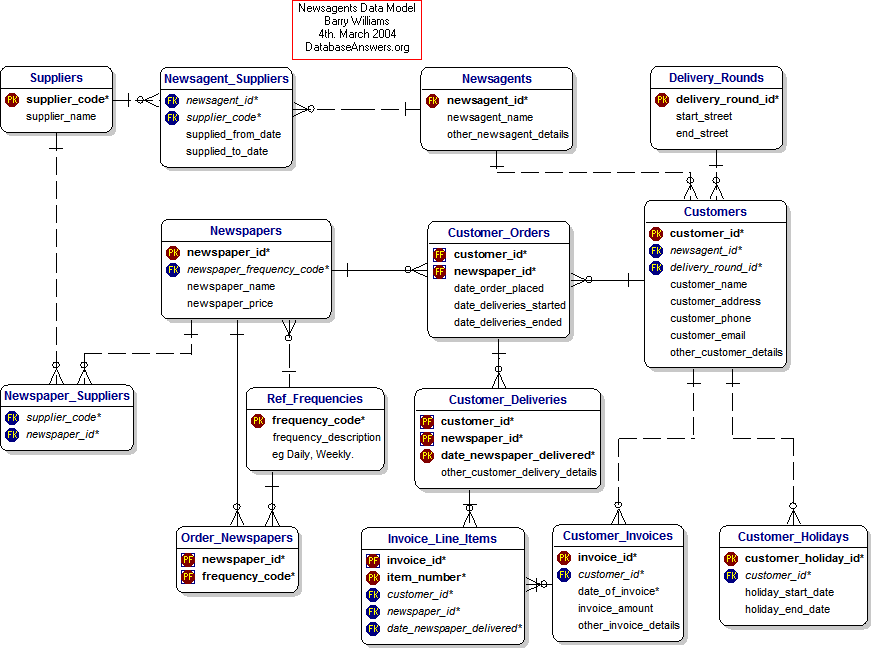 Newsagents Data Model
Barry Williams
4th. March 2004
DatabaseAnswers.org
Suppliers
PK supplier_code*
supplier_name
Newsagent_Suppliers
FK newsagent_id*
FK supplier_code*
supplied_from_date
supplied_to_date
Newsagents
PK newsagent_id*
newsagent_name
other_newsagent_details
Delivery_Rounds
PK delivery_round_id*
start_street
end_street
Newspapers
PK newspaper_id*
FK newspaper_frequency_code*
newspaper_name
newspaper_price
Customer_Orders
FF customer_id*
FF newspaper_id*
date_order_placed
date_deliveries_started
date_deliveries_ended
Customers
PK customer_id*
FK newsagent_id*
FK delivery_round_id*
customer_name
customer_address
customer_phone
customer_email
other_customer_details
Newspaper_Suppliers
FK supplier_code*
FK newspaper_id*
Ref_Frequencies
PK frequency_code*
frequency_description
eg Daily, Weekly.
Customer_Deliveries
PF customer_id*
PF newspaper_id*
PK date_newspaper_delivered*
other_customer_delivery_details
Order_Newspapers
PF newspaper_id*
PF frequency_code*
Invoice_Line_Items
PF invoice_id*
PK item_number*
FK customer_id*
FK newspaper_id*
FK date_newspaper_delivered*
Customer_Invoices
PK invoice_id*
FK customer_id*
date_of_invoice*
invoice_amount
other_invoice_details
Customer_Holidays
PK customer_holiday_id*
FK customer_id*
holiday_start_date
holiday_end_date